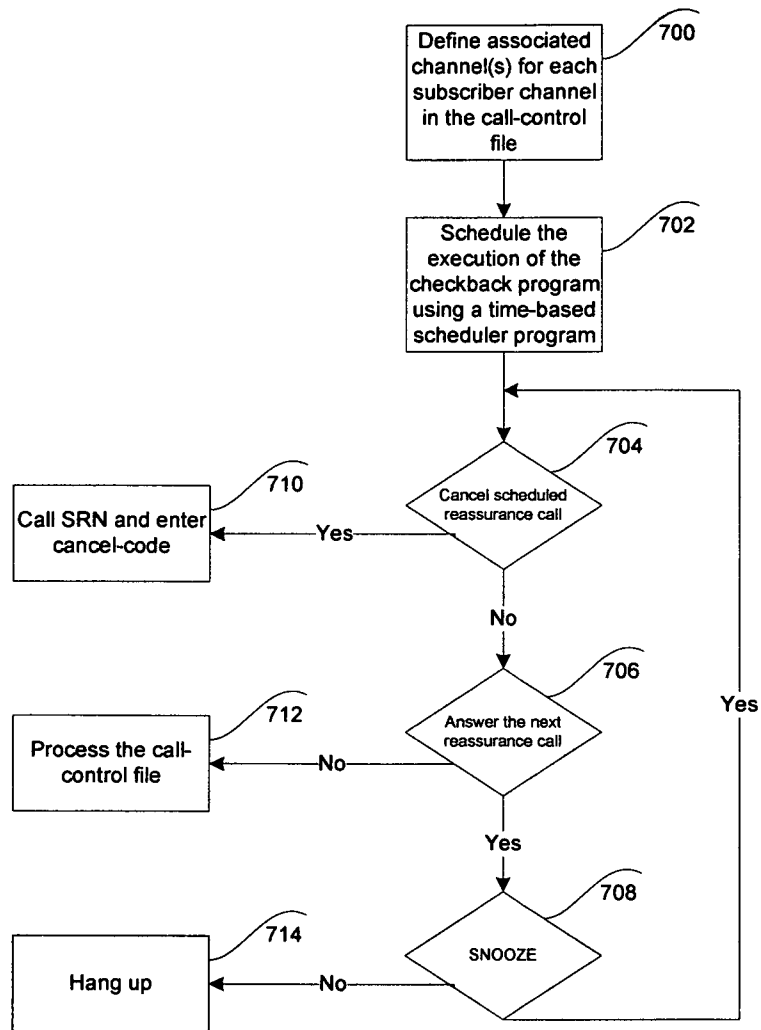 Define associated
channel(s) for each
subscriber channel
in the call-control
file
700
Schedule the
execution of the
checkback program
using a time-based
scheduler program
702
Cancel scheduled
reassurance call
704
Yes
Call SRN and enter
cancel-code
710
No
Answer the next
reassurance call
706
No
Process the call-
control file
712
Yes
Yes
SNOOZE
708
No
Hang up
714